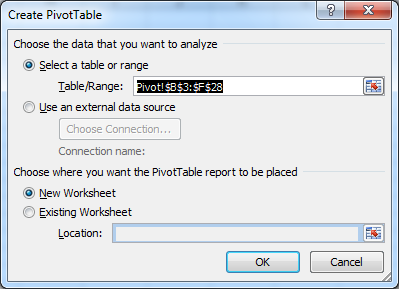 Create PivotTable
Choose the data that you want to analyze
Select a table or range
Table/Range: Pivot!$B$3:$F$28
Use an external data source
Choose Connection...
Connection name:
Choose where you want the PivotTable report to be placed
New Worksheet
Existing Worksheet
Location:
OK Cancel